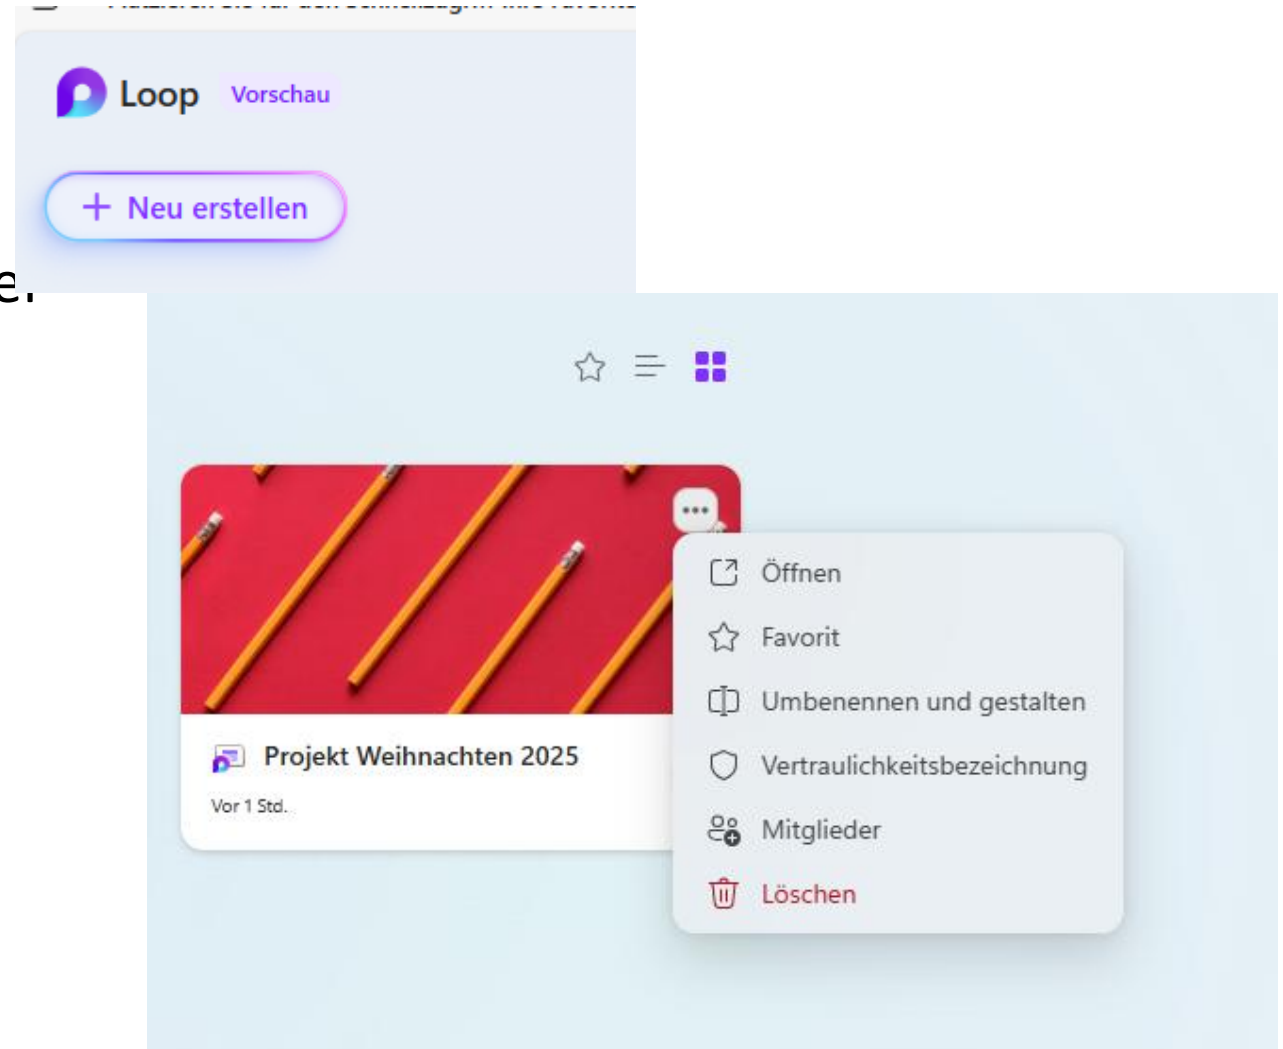 Loop Vorschau
+ Neu erstellen
Öffnen
Favorit
Umbenennen und gestalten
Vertraulichkeitsbezeichnung
Mitglieder
Löschen
Projekt Weihnachten 2025
Vor 1 Std.